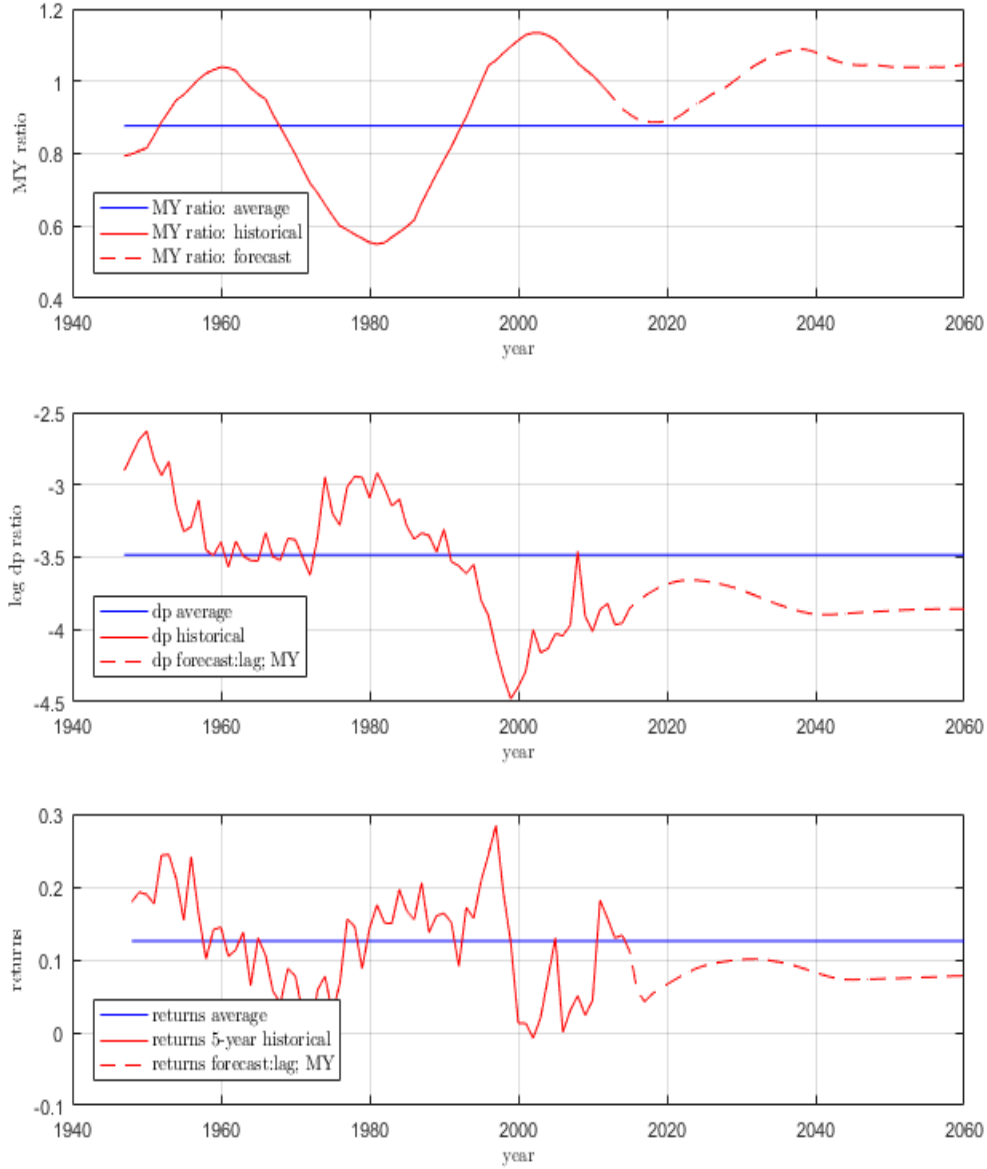 1.2
1
0.8
0.6
0.4
MY ratio
MY ratio: average
MY ratio: historical
MY ratio: forecast
1940 1960 1980 2000 2020 2040 2060
year
-2.5
-3
-3.5
-4
-4.5
log dp ratio
dp average
dp historical
dp forecast:lag; MY
1940 1960 1980 2000 2020 2040 2060
year
0.3
0.2
0.1
0
-0.1
returns
returns average
returns 5-year historical
returns forecast:lag; MY
1940 1960 1980 2000 2020 2040 2060
year